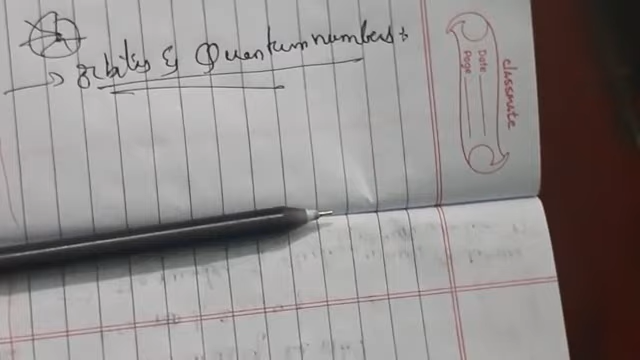 → Orbitals & Quantum numbers:
classmate
Date
Page